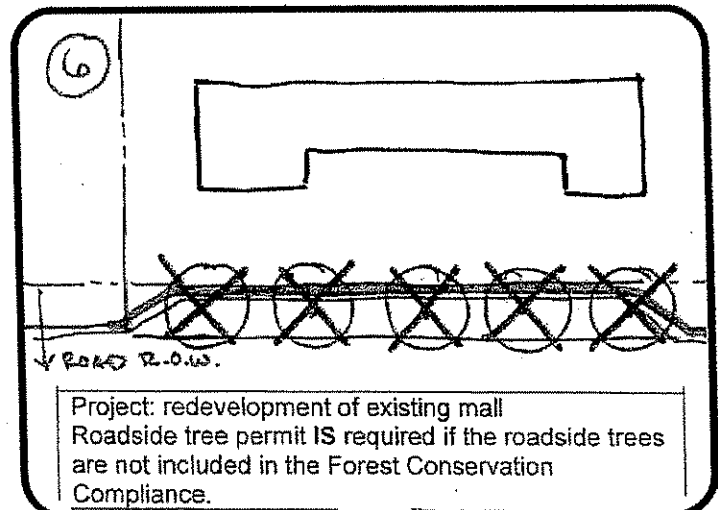 6
ROAD R.O.W.
Project: redevelopment of existing mall
Roadside tree permit IS required if the roadside trees
are not included in the Forest Conservation
Compliance.